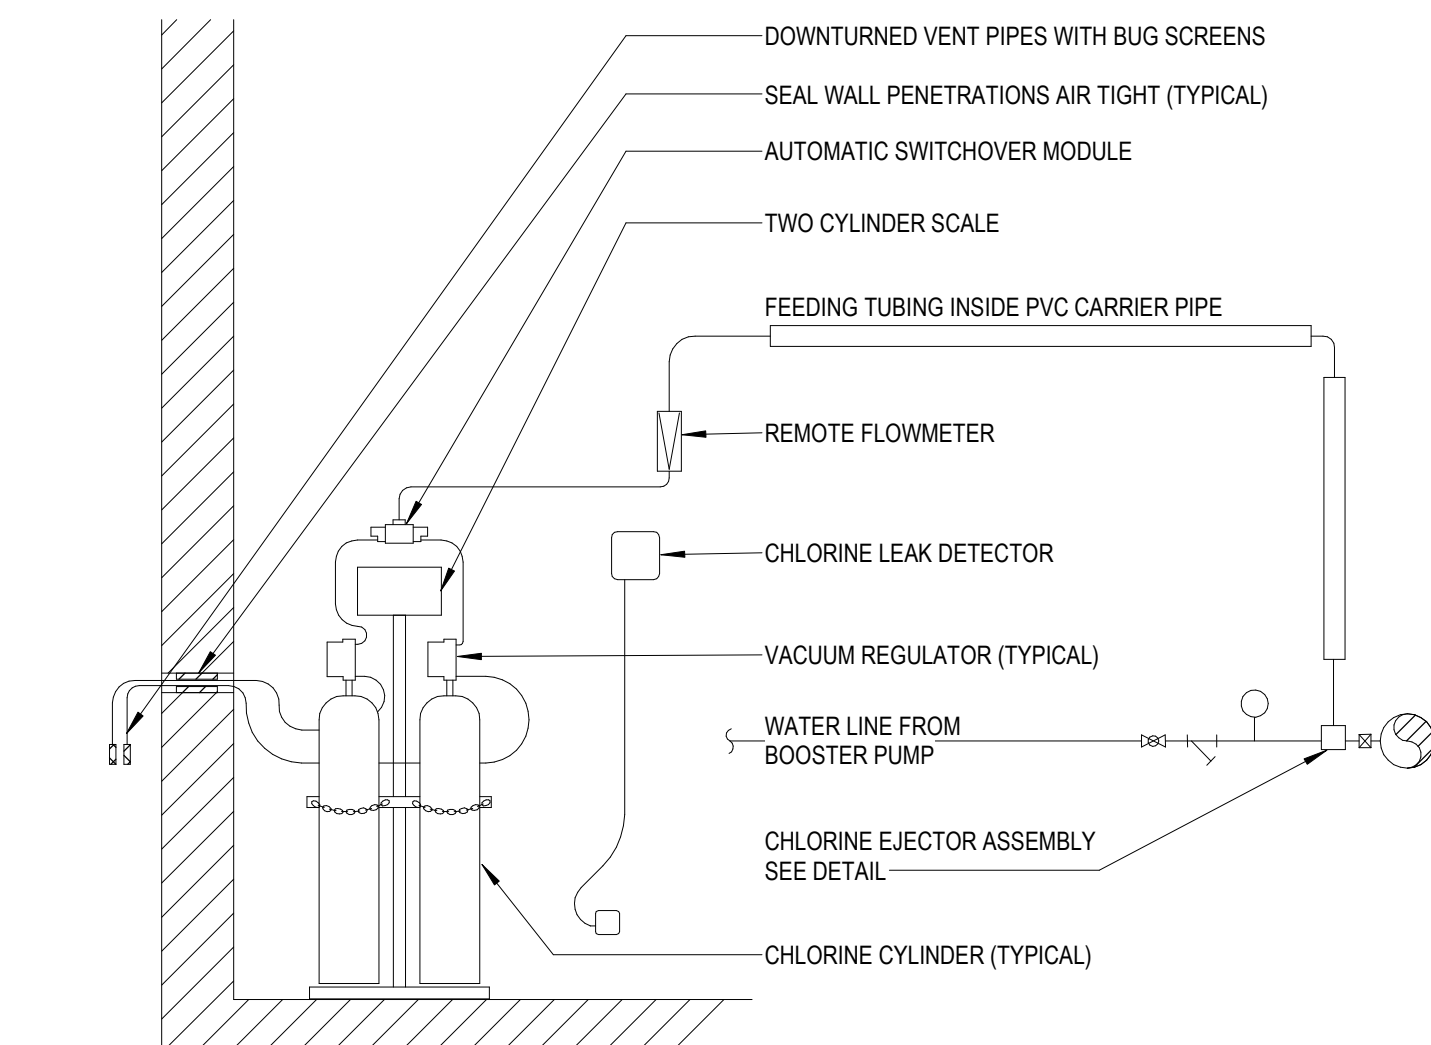 DOWNTURNED VENT PIPES WITH BUG SCREENS
SEAL WALL PENETRATIONS AIR TIGHT (TYPICAL)
AUTOMATIC SWITCHOVER MODULE
TWO CYLINDER SCALE
FEEDING TUBING INSIDE PVC CARRIER PIPE
REMOTE FLOWMETER
CHLORINE LEAK DETECTOR
VACUUM REGULATOR (TYPICAL)
WATER LINE FROM
BOOSTER PUMP
CHLORINE EJECTOR ASSEMBLY
SEE DETAIL
CHLORINE CYLINDER (TYPICAL)